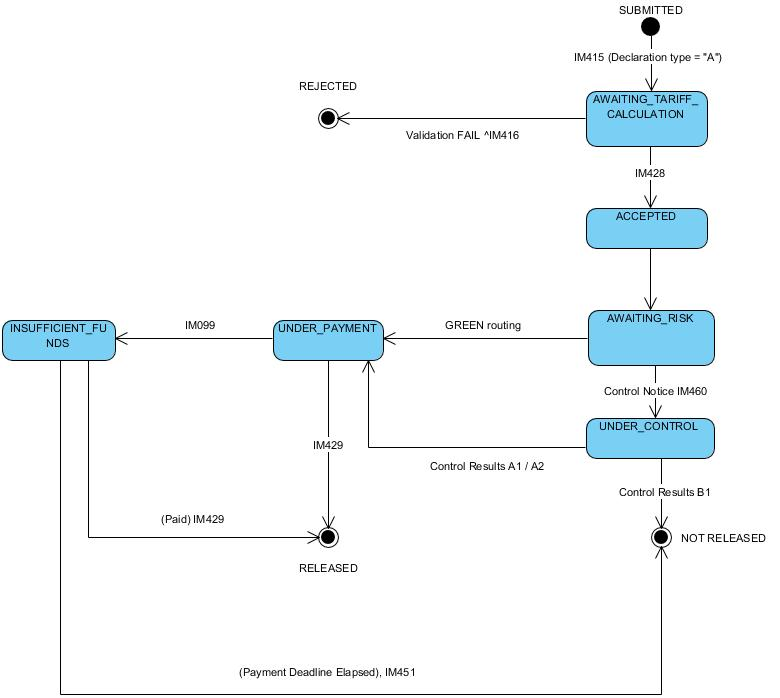 SUBMITTED
IM415 (Declaration type = "A")
REJECTED
AWAITING_TARIFF_
CALCULATION
Validation FAIL ^IM416
IM428
ACCEPTED
INSUFFICIENT_FU
NDS
IM099
UNDER_PAYMENT
GREEN routing
AWAITING_RISK
Control Notice IM460
UNDER_CONTROL
IM429
Control Results A1 / A2
Control Results B1
(Paid) IM429
NOT RELEASED
RELEASED
(Payment Deadline Elapsed), IM451